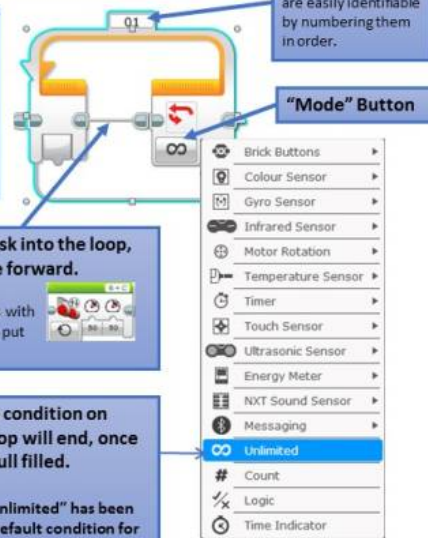 are easily identifiable
by numbering them
in order.
01
"Mode" Button
Brick Buttons
Colour Sensor
Gyro Sensor
Infrared Sensor
Motor Rotation
Temperature Sensor
Timer
Touch Sensor
Ultrasonic Sensor
Energy Meter
NXT Sound Sensor
Messaging
Unlimited
# Count
Logic
Time Indicator
sk into the loop,
e forward.
with
put
B + C
50 50
condition on
op will end, once
ull filled.
nlimited" has been
efault condition for